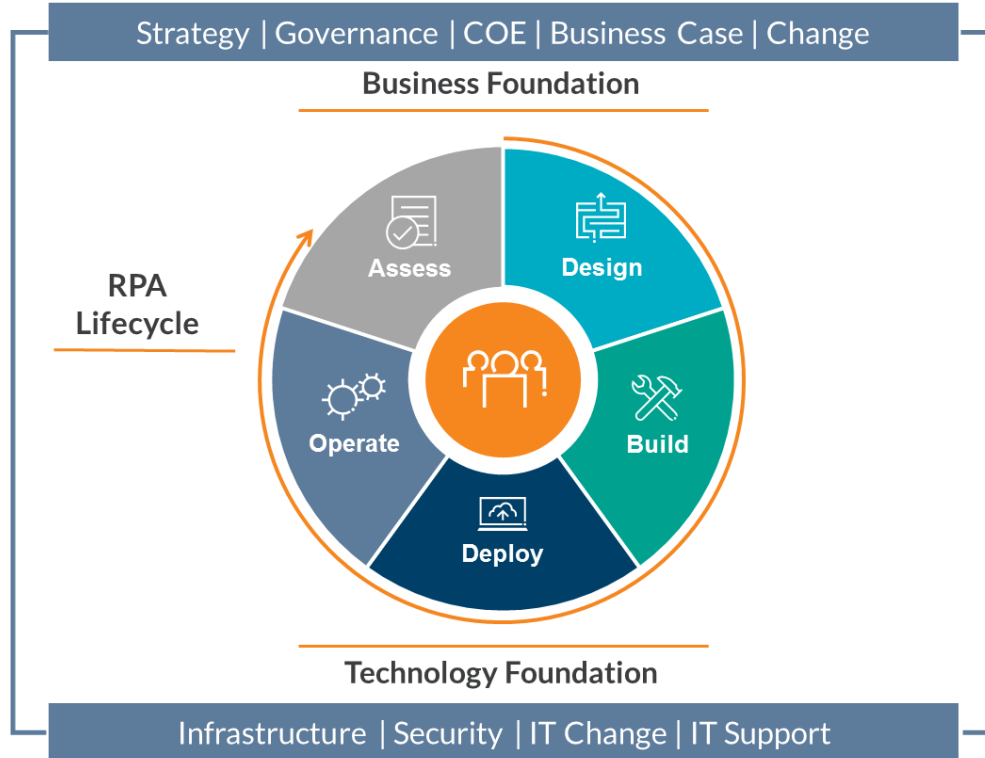 Strategy | Governance | COE | Business Case | Change
Business Foundation
Assess
Design
RPA
Lifecycle
Operate
Build
Deploy
Technology Foundation
Infrastructure | Security | IT Change | IT Support